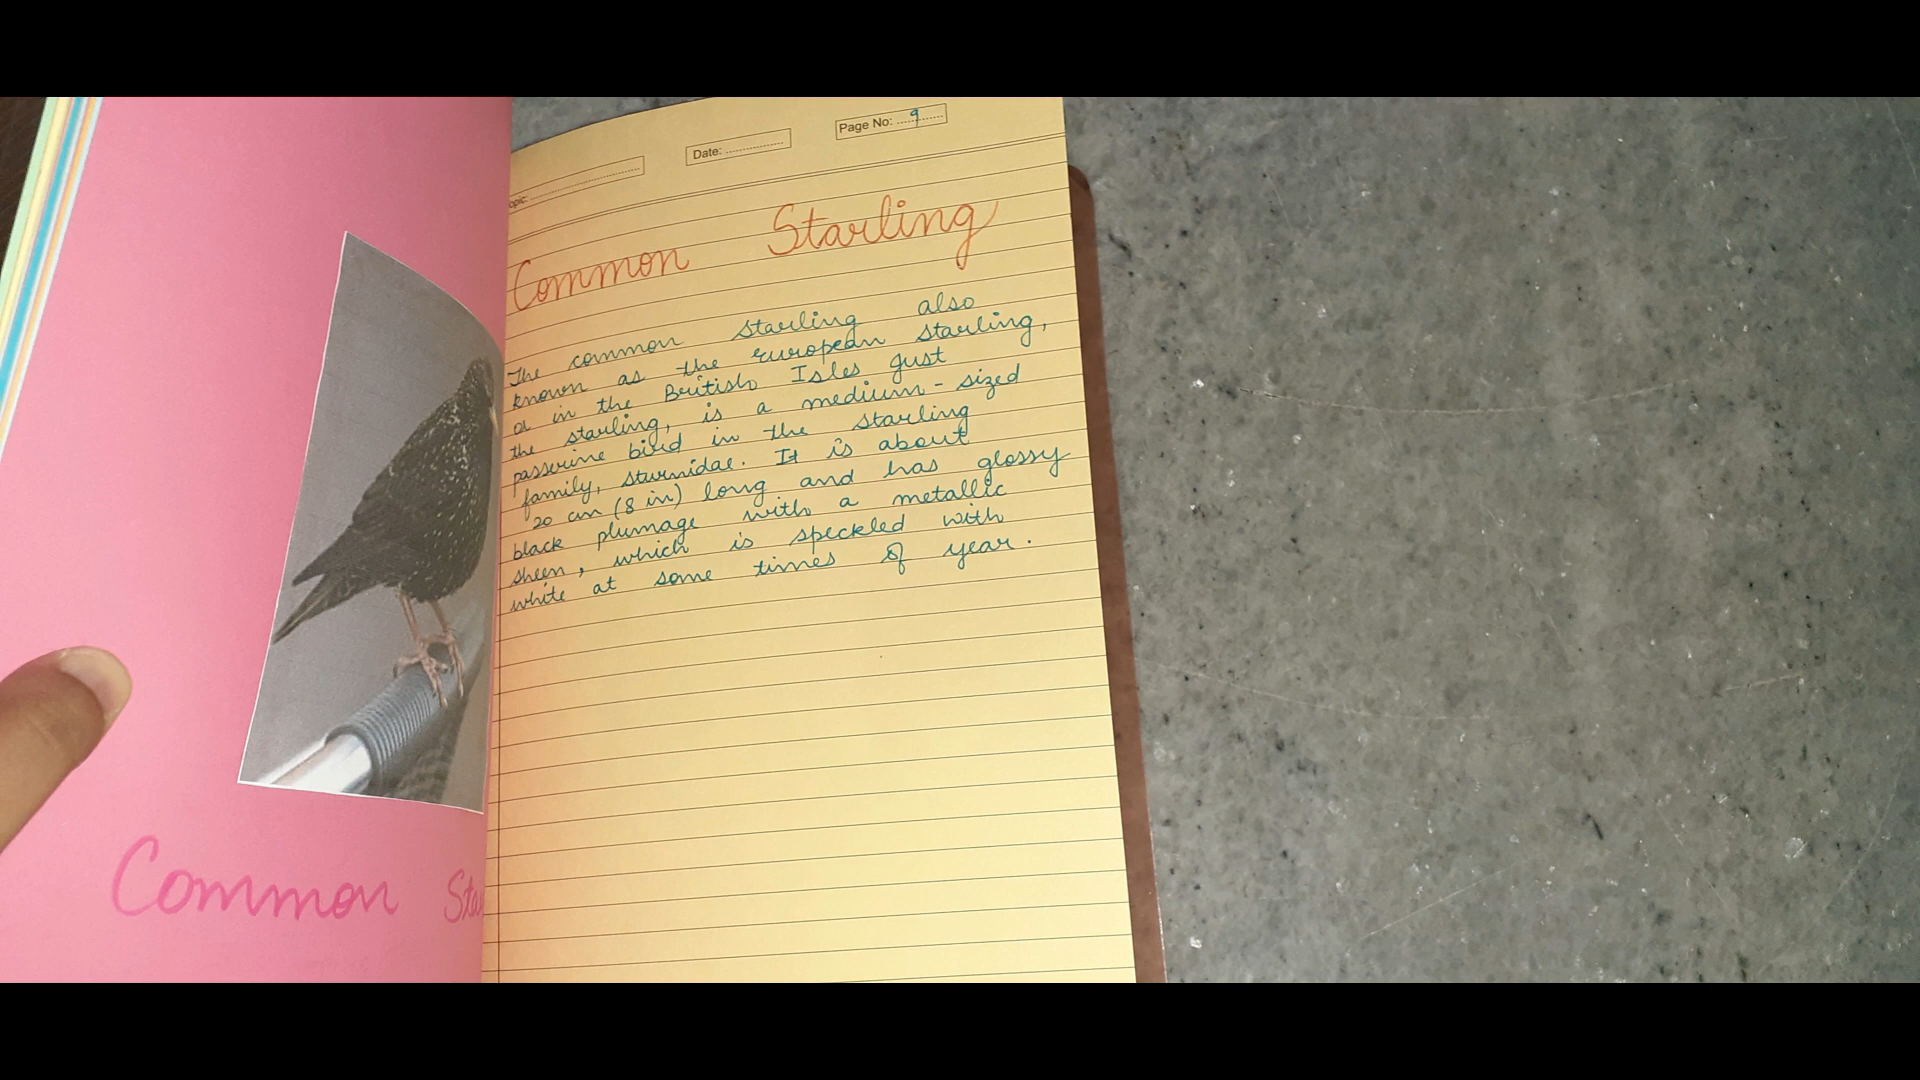 opic: ..........
Date: ..........
Page No: ...9...
Common Starling
The common starling also
known as the european starling,
or in the British Isles just
the starling, is a medium-sized
passerine bird in the starling
family, sturnidae. It is about
20 cm (8 in) long and has glossy
black plumage with a metallic
sheen, which is speckled with
white at some times of year.
Common Sta